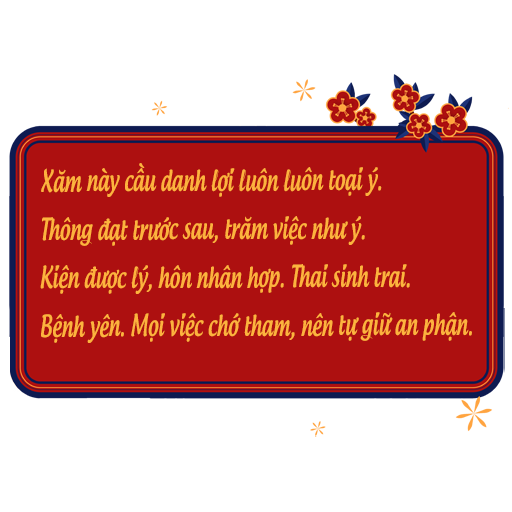 Xăm này cầu danh lợi luôn luôn toại ý.
Thông đạt trước sau, trăm việc như ý.
Kiện được lý, hôn nhân hợp. Thai sinh trai.
Bệnh yên. Mọi việc chớ tham, nên tự giữ an phận.